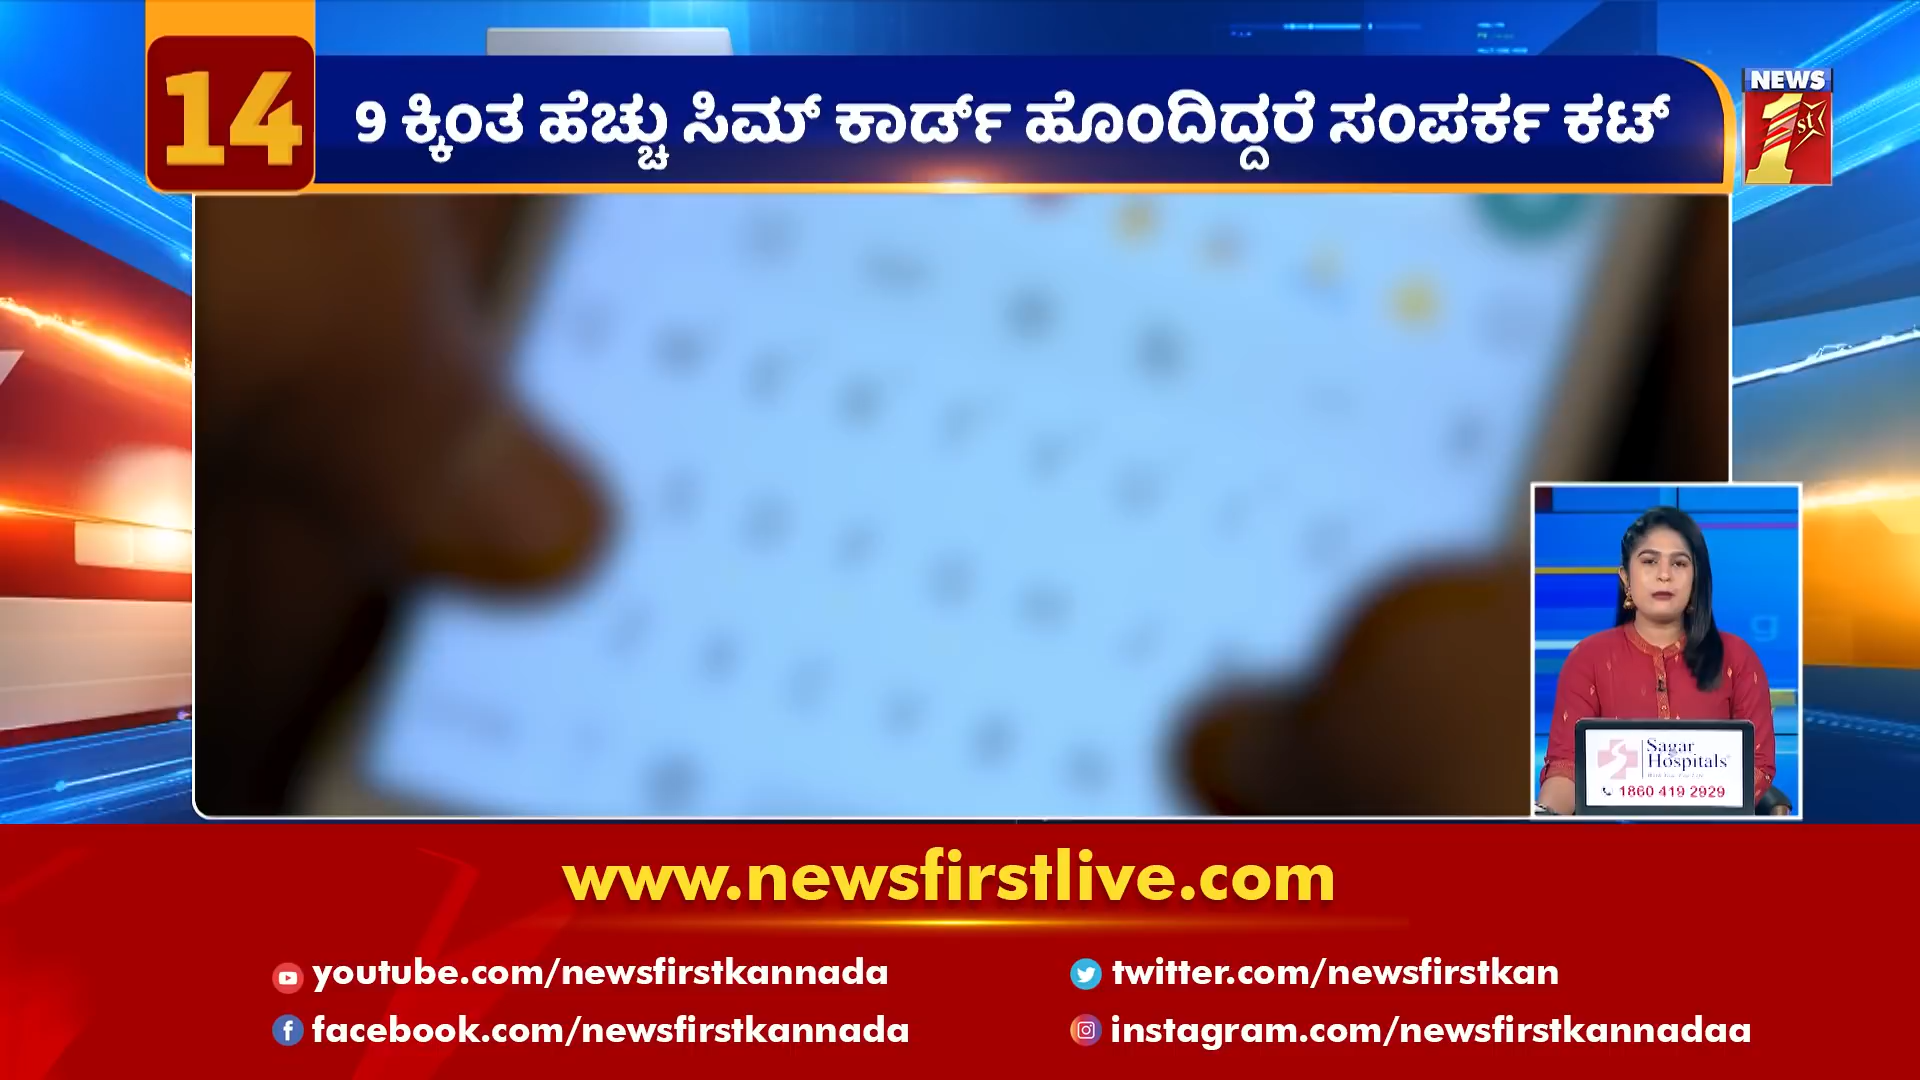 14
9 ಕ್ಕಿಂತ ಹೆಚ್ಚು ಸಿಮ್ ಕಾರ್ಡ್ ಹೊಂದಿದ್ದರೆ ಸಂಪರ್ಕ ಕಟ್
NEWS
1st
Sagar
Hospitals
1860 419 2929
www.newsfirstlive.com
youtube.com/newsfirstkannada
twitter.com/newsfirstkan
facebook.com/newsfirstkannada
instagram.com/newsfirstkannadaa